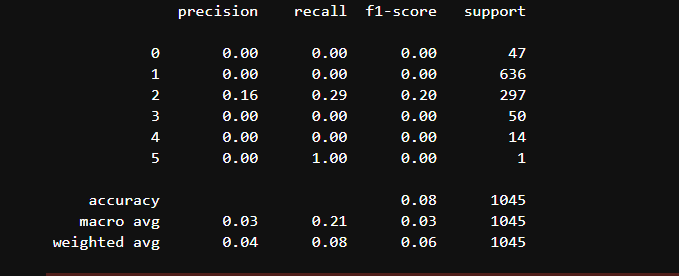 precision recall f1-score support
0 0.00 0.00 0.00 47
1 0.00 0.00 0.00 636
2 0.16 0.29 0.20 297
3 0.00 0.00 0.00 50
4 0.00 0.00 0.00 14
5 0.00 1.00 0.00 1
accuracy 0.08 1045
macro avg 0.03 0.21 0.03 1045
weighted avg 0.04 0.08 0.06 1045